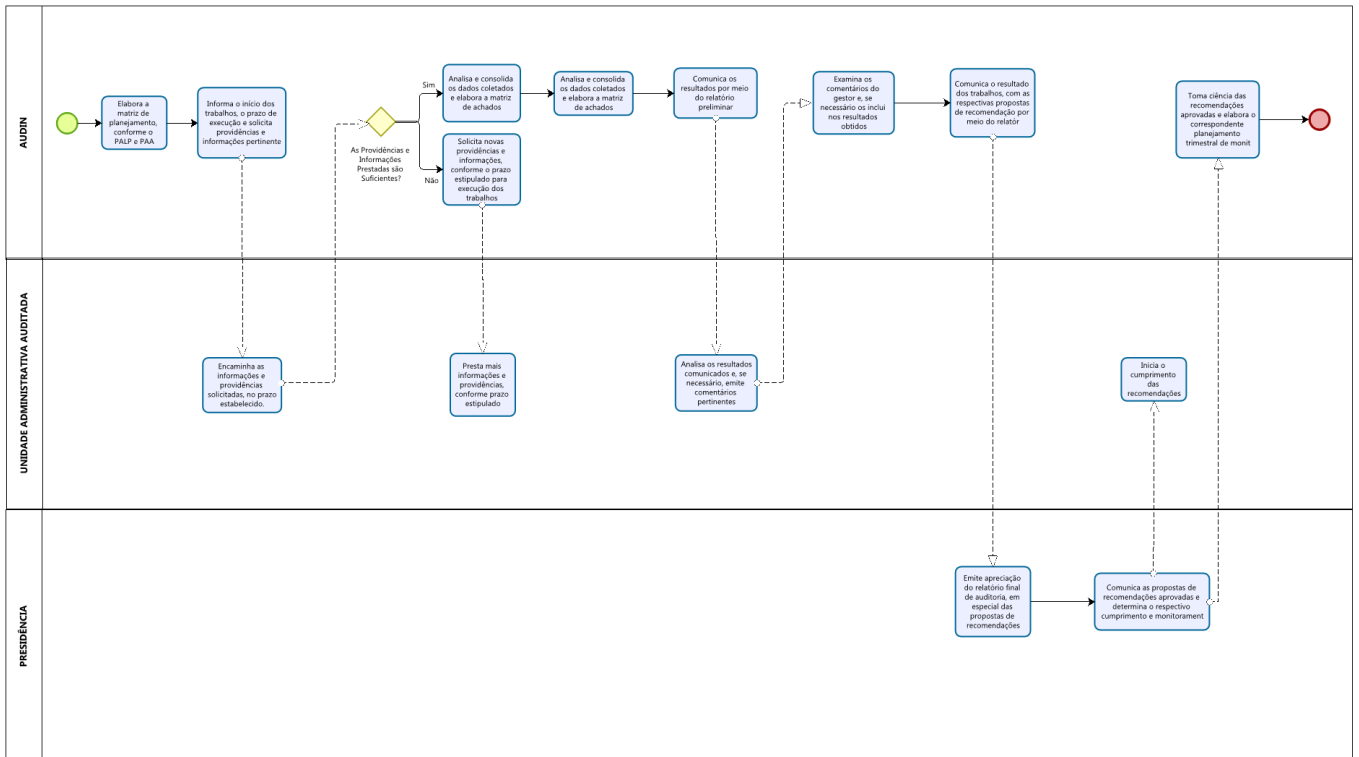 AUDIN
Elabora a
matriz de
planejamento,
conforme o
PALP e PAA
Informa o início dos
trabalhos, o prazo de
execução e solicita
providências e
informações pertinente
As Providências e
Informações
Prestadas são
Suficientes?
Sim
Não
Analisa e consolida
os dados coletados
e elabora a matriz
de achados
Solicita novas
providências e
informações,
conforme o prazo
estipulado para
execução dos
trabalhos
Analisa e consolida
os dados coletados
e elabora a matriz
de achados
Comunica os
resultados por meio
do relatório
preliminar
Examina os
comentários do
gestor e, se
necessário os inclui
nos resultados
obtidos
Comunica o resultado
dos trabalhos, com as
respectivas propostas
de recomendação por
meio do relatór
Toma ciência das
recomendações
aprovadas e elabora o
correspondente
planejamento
trimestral de monit
UNIDADE ADMINISTRATIVA AUDITADA
Encaminha as
informações e
providências
solicitadas, no prazo
estabelecido.
Presta mais
informações e
providências,
conforme prazo
estipulado
Analisa os resultados
comunicados e, se
necessário, emite
comentários
pertinentes
Inicia o
cumprimento
das
recomendações
PRESIDÊNCIA
Emite apreciação
do relatório final
de auditoria, em
especial das
propostas de
recomendações
Comunica as propostas de
recomendações aprovadas e
determina o respectivo
cumprimento e monitorament